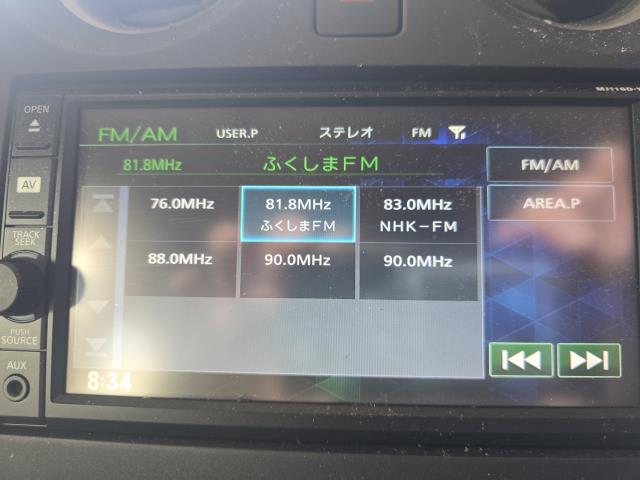 OPEN
AV
TRACK
SEEK
PUSH
SOURCE
AUX
FM/AM USER.P ステレオ FM
81.8MHz ふくしまFM
76.0MHz 81.8MHz 83.0MHz
ふくしまFM NHK-FM
88.0MHz 90.0MHz 90.0MHz
8:34
FM/AM
AREA.P